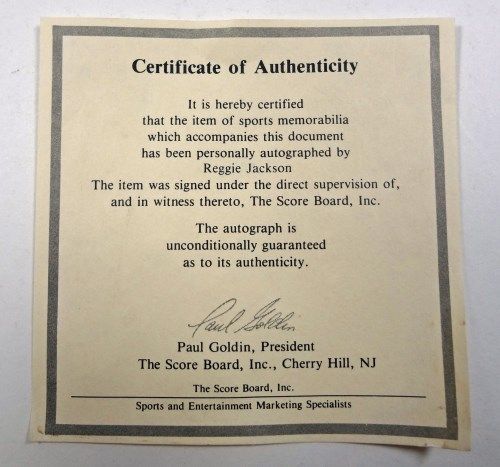 Certificate of Authenticity
It is hereby certified
that the item of sports memorabilia
which accompanies this document
has been personally autographed by
Reggie Jackson
The item was signed under the direct supervision of,
and in witness thereto, The Score Board, Inc.
The autograph is
unconditionally guaranteed
as to its authenticity.
Paul Goldin
Paul Goldin, President
The Score Board, Inc., Cherry Hill, NJ
The Score Board, Inc.
Sports and Entertainment Marketing Specialists